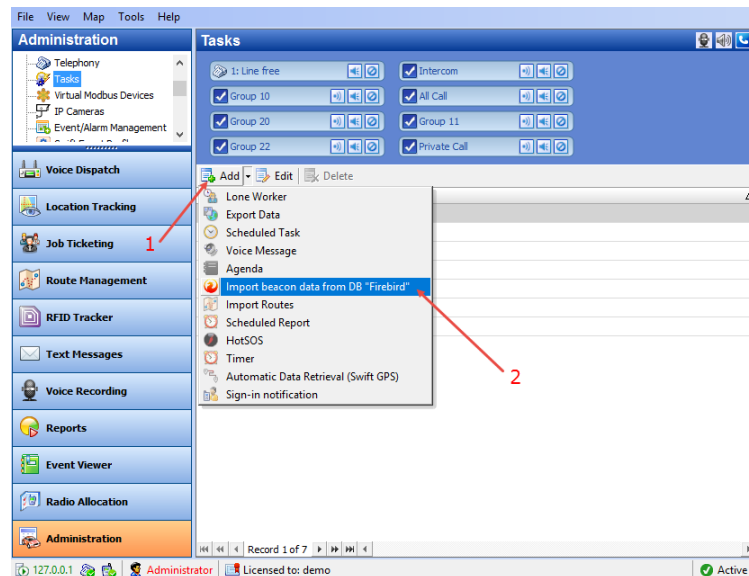 File View Map Tools Help
Administration
Tasks
Telephony
Tasks
Virtual Modbus Devices
IP Cameras
Event/Alarm Management
1: Line free
Intercom
Group 10
All Call
Group 20
Group 11
Group 22
Private Call
Add Edit Delete
Voice Dispatch
Location Tracking
Job Ticketing
Route Management
RFID Tracker
Text Messages
Voice Recording
Reports
Event Viewer
Radio Allocation
Administration
1
Lone Worker
Export Data
Scheduled Task
Voice Message
Agenda
Import beacon data from DB "Firebird"
Import Routes
Scheduled Report
HotSOS
Timer
Automatic Data Retrieval (Swift GPS)
Sign-in notification
2
Record 1 of 7
127.0.0.1 Administrator Licensed to: demo Active